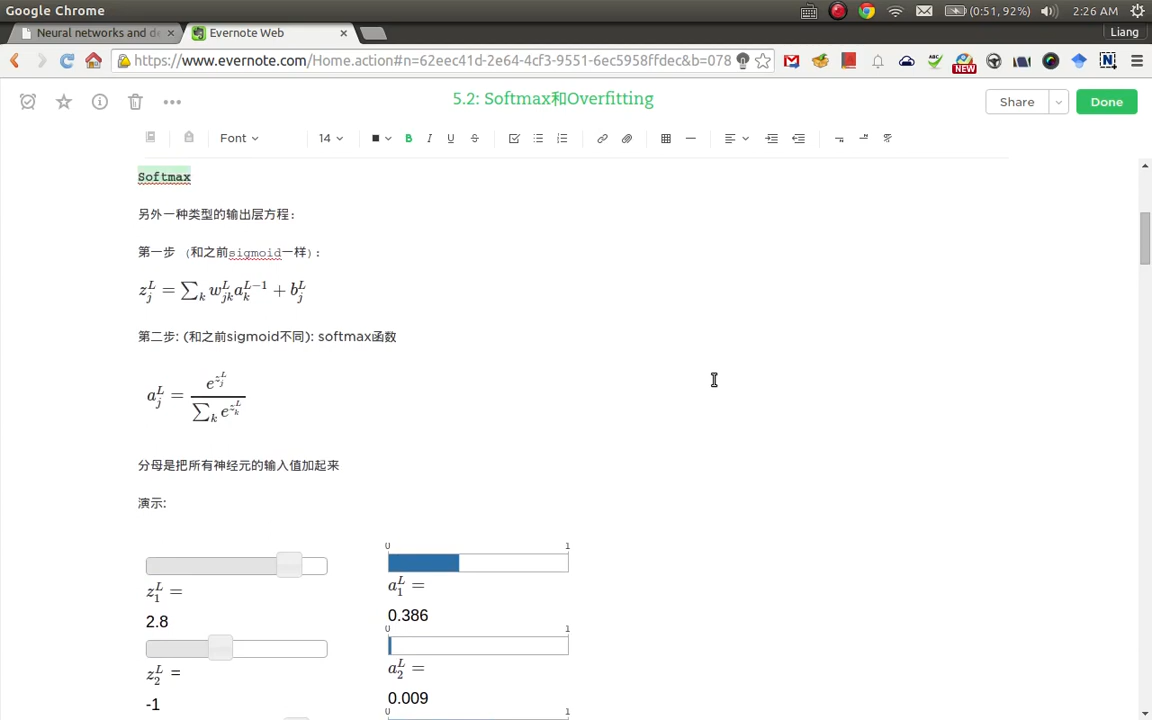 Google Chrome
(0:51, 92%)
2:26 AM
Neural networks and de
Evernote Web
Liang
https://www.evernote.com/Home.action#n=62eec41d-2e64-4cf3-9551-6ec5958ffdec&b=078
NEW
5.2: Softmax和Overfitting
Share
Done
Font
14
B I U S
Softmax
另外一种类型的输出层方程：
第一步 （和之前sigmoid一样）：
z_j^L = ∑_k w_{jk}^L a_k^{L−1} + b_j^L
第二步: (和之前sigmoid不同): softmax函数
a_j^L = e^{z_j^L} / ∑_k e^{z_k^L}
分母是把所有神经元的输入值加起来
演示:
0 1
z_1^L =
a_1^L =
2.8
0.386
0 1
z_2^L =
a_2^L =
-1
0.009
0 1